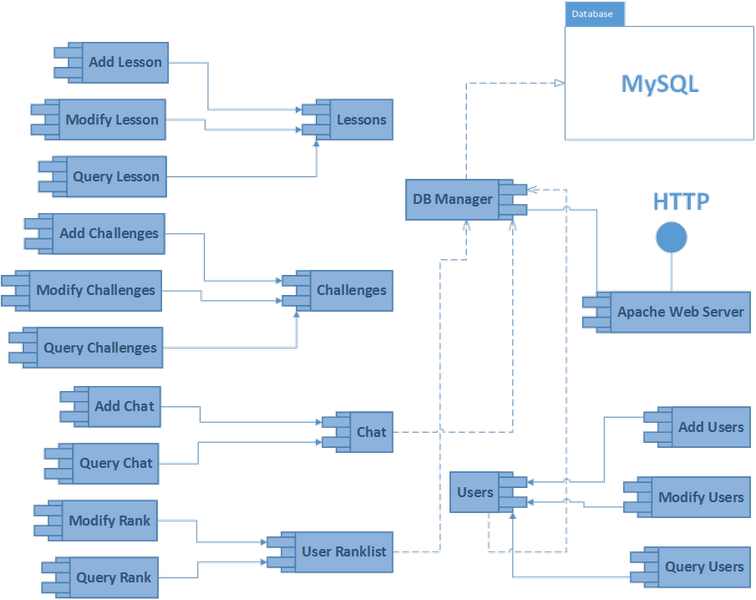 Database
MySQL
Add Lesson
Modify Lesson
Lessons
Query Lesson
DB Manager
HTTP
Add Challenges
Modify Challenges
Challenges
Apache Web Server
Query Challenges
Add Chat
Chat
Add Users
Query Chat
Users
Modify Users
Modify Rank
User Ranklist
Query Users
Query Rank